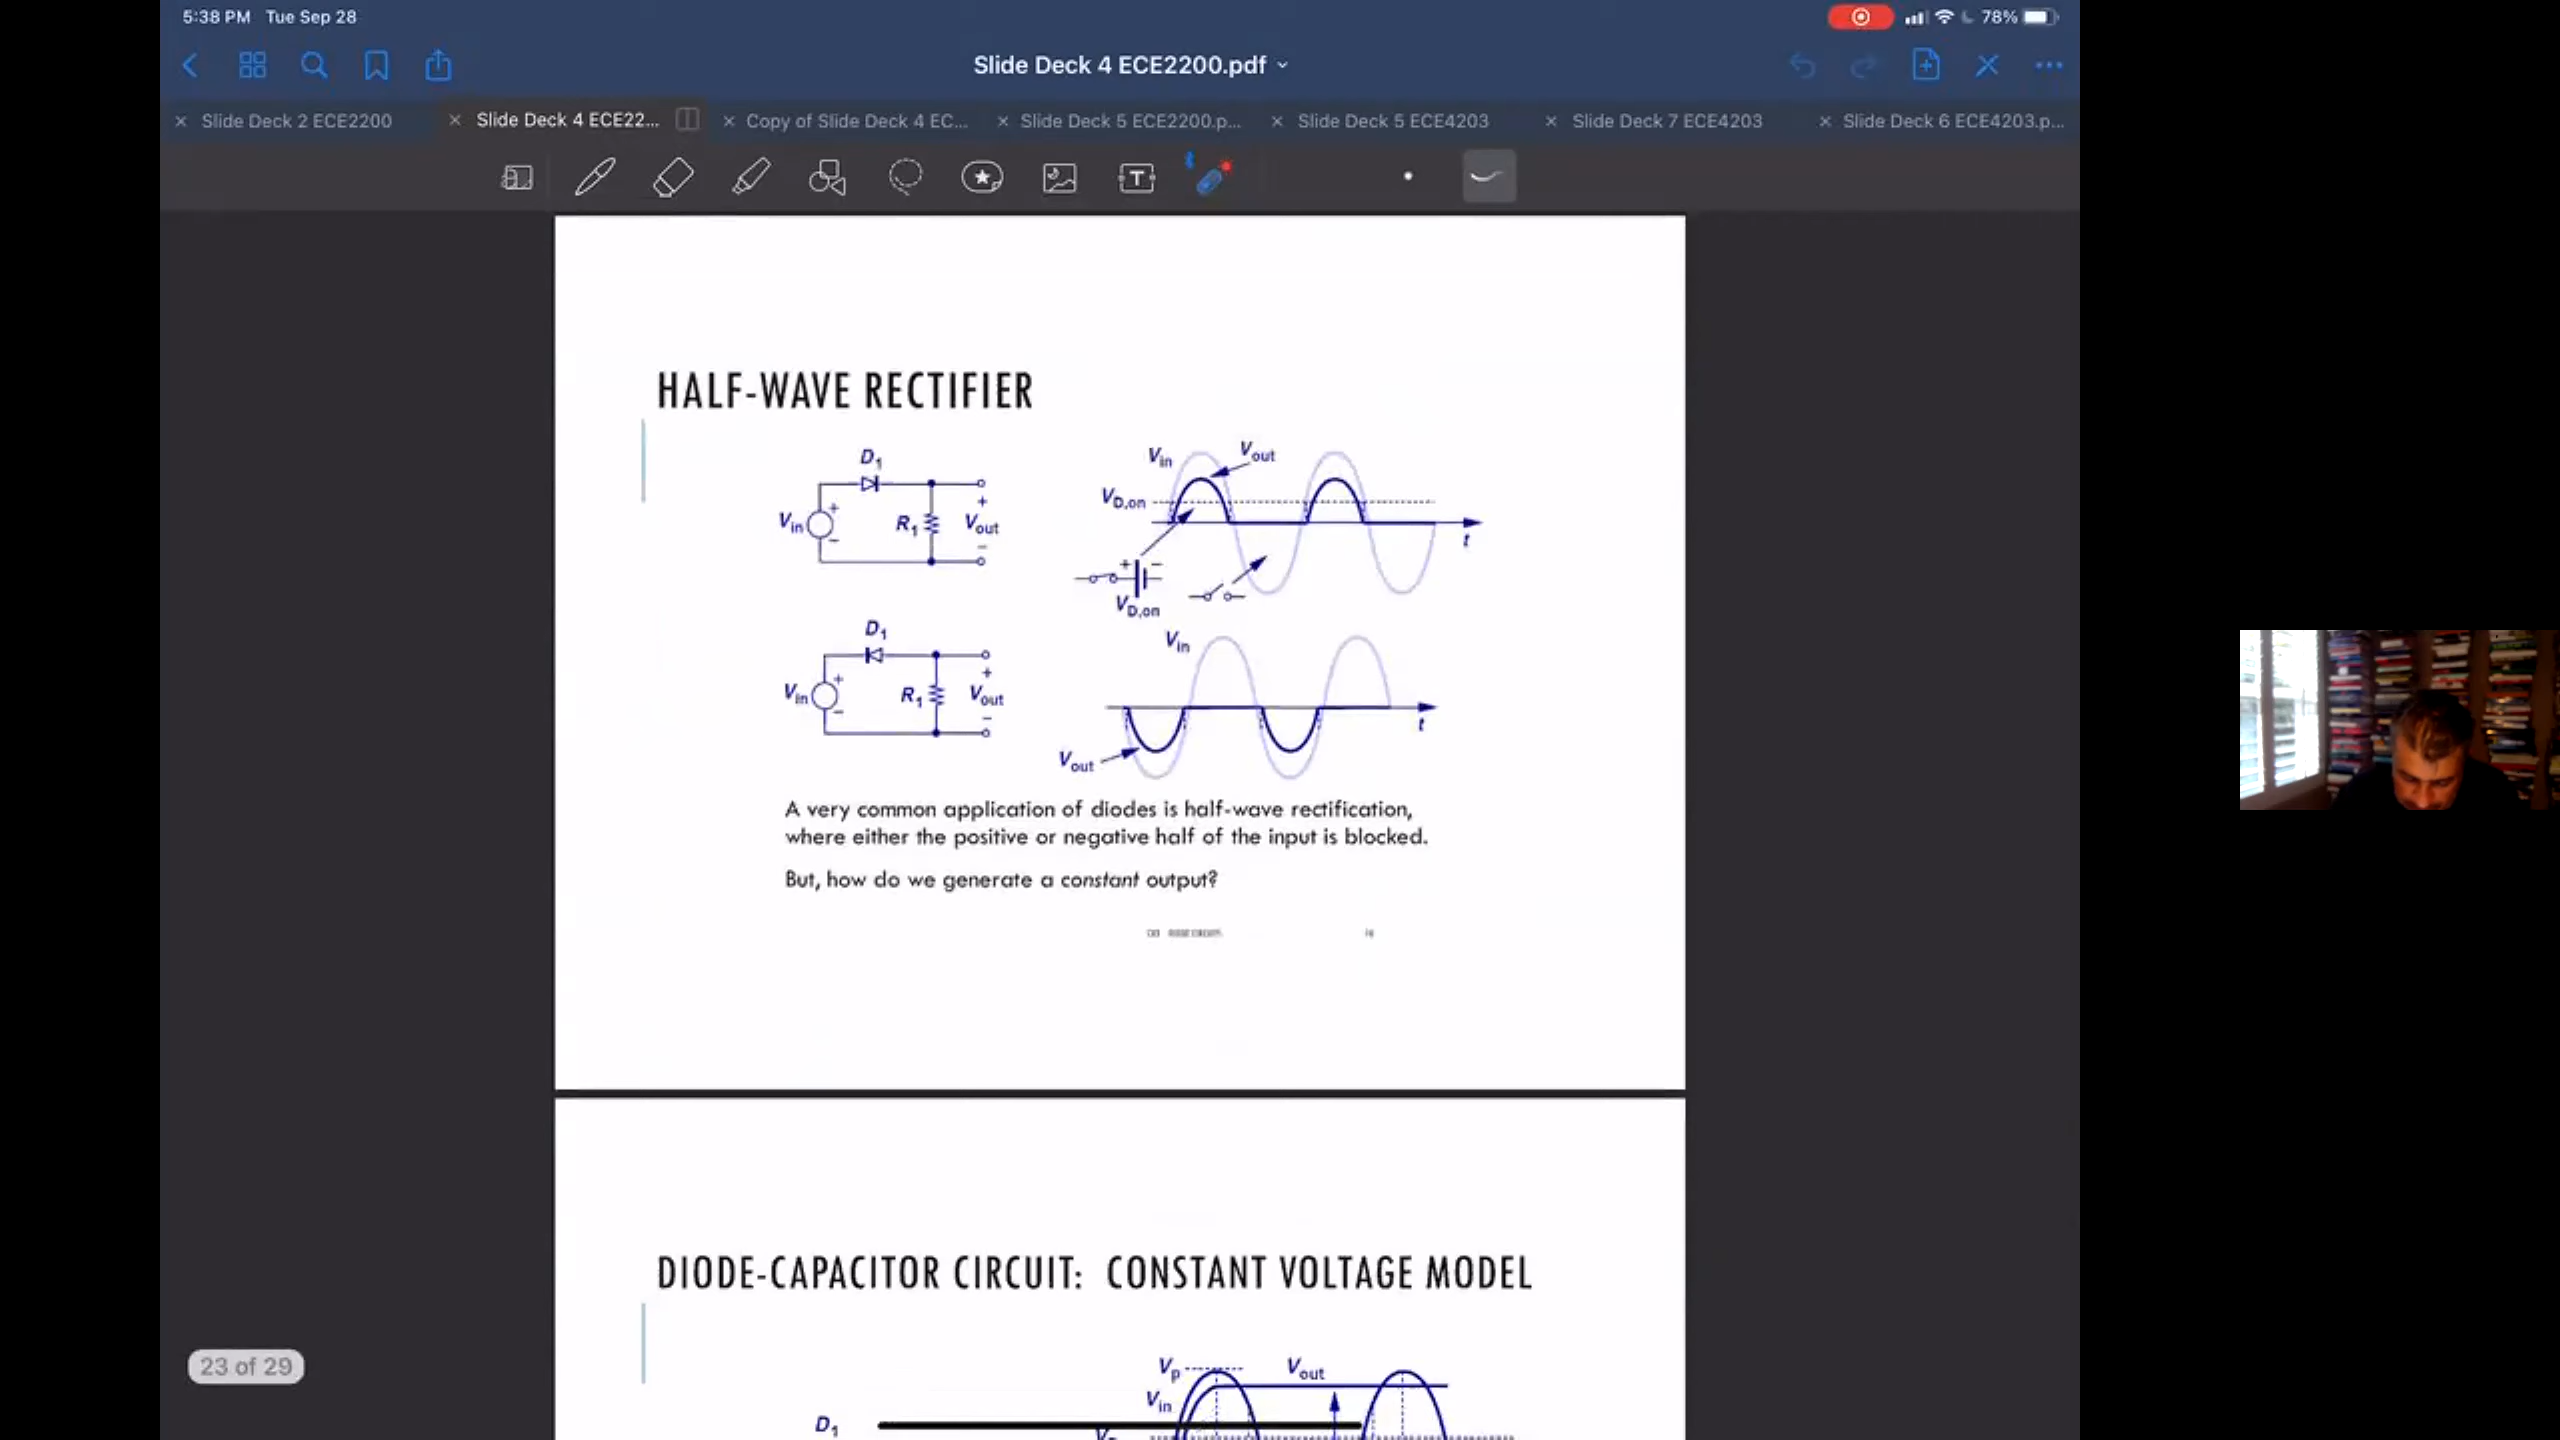 5:38 PM Tue Sep 28
78%
Slide Deck 4 ECE2200.pdf
Slide Deck 2 ECE2200
Slide Deck 4 ECE22...
Copy of Slide Deck 4 EC...
Slide Deck 5 ECE2200.p...
Slide Deck 5 ECE4203
Slide Deck 7 ECE4203
Slide Deck 6 ECE4203.p...
T
HALF-WAVE RECTIFIER
D1
Vin
+
−
R1
+
Vout
−
Vin
Vout
VD,on
t
+
−
VD,on
D1
Vin
+
−
R1
+
Vout
−
Vin
t
Vout
A very common application of diodes is half-wave rectification,
where either the positive or negative half of the input is blocked.
But, how do we generate a constant output?
DIODE-CAPACITOR CIRCUIT: CONSTANT VOLTAGE MODEL
23 of 29
Vp
Vout
Vin
D1